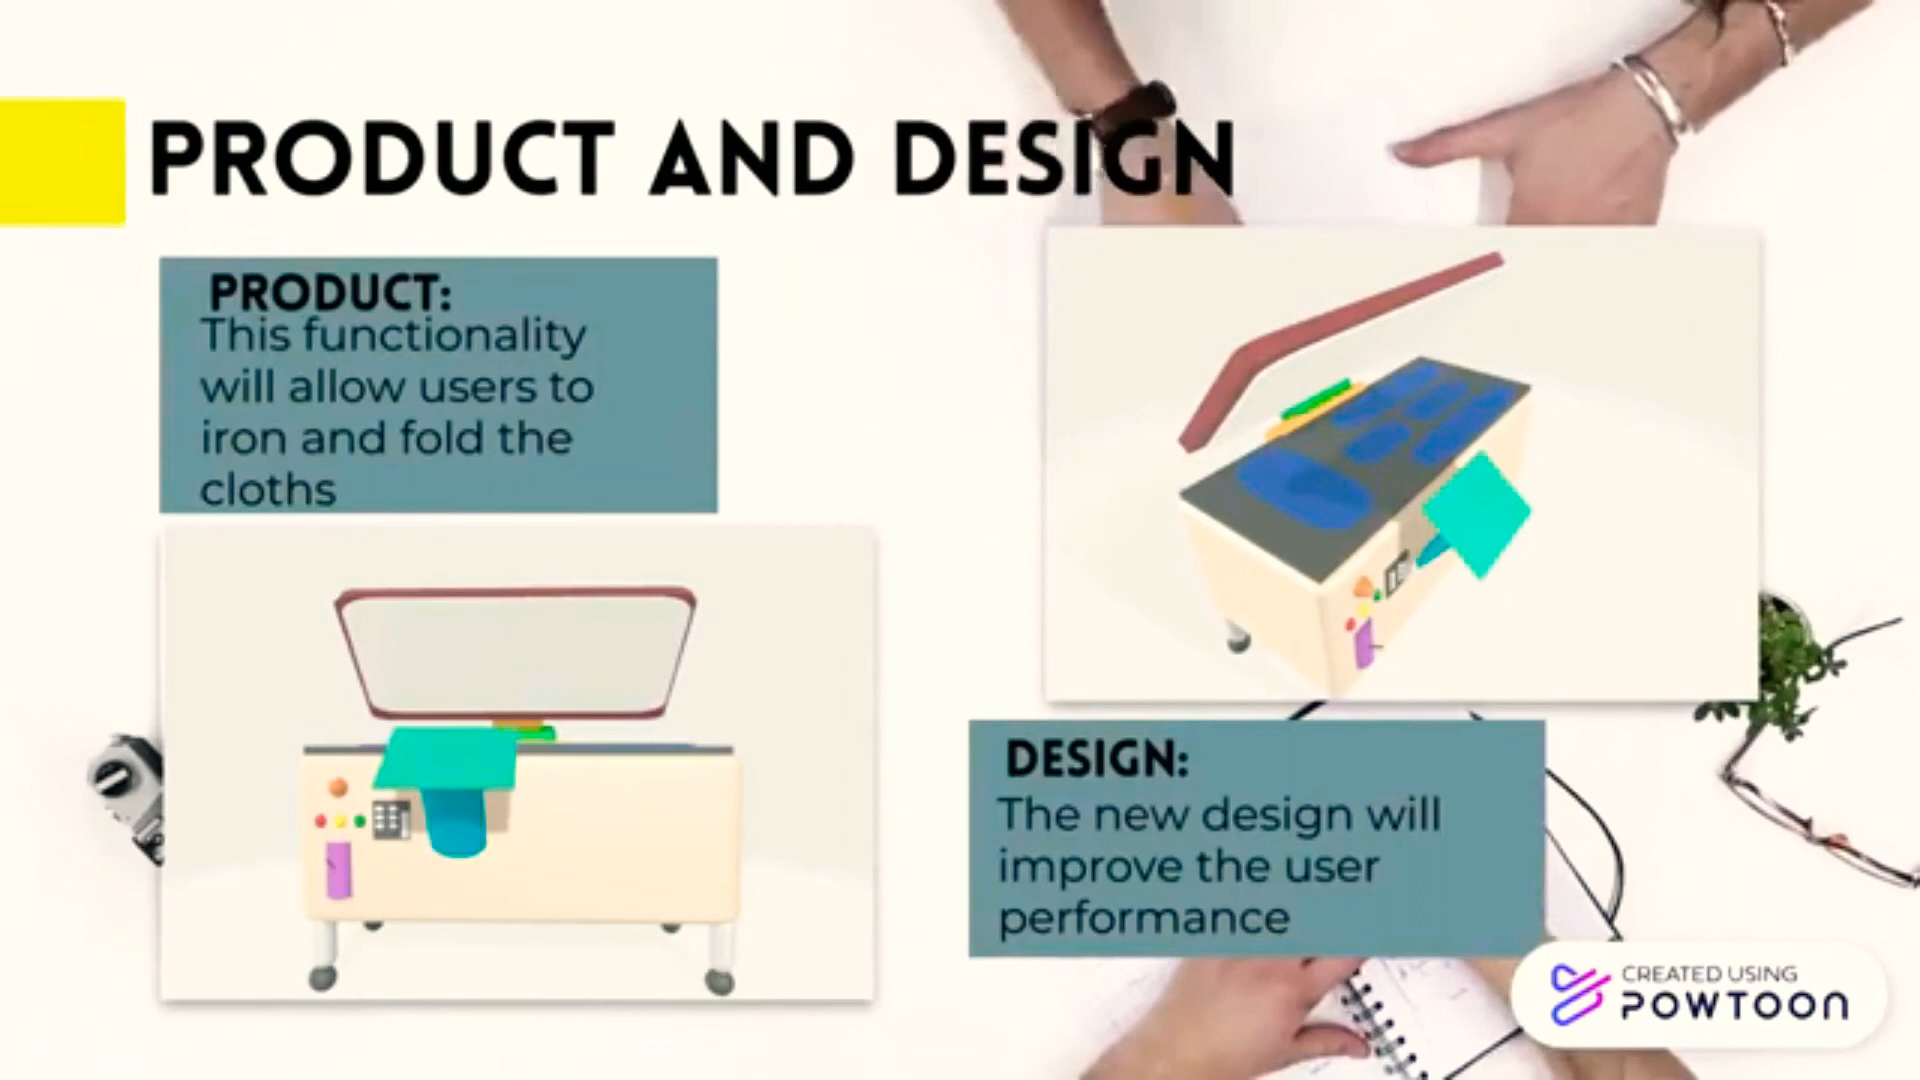 PRODUCT AND DESIGN
PRODUCT:
This functionality
will allow users to
iron and fold the
cloths
DESIGN:
The new design will
improve the user
performance
CREATED USING
POWTOON